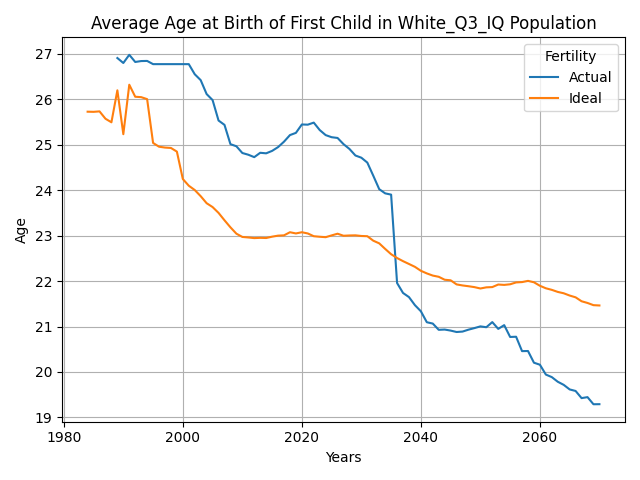 Average Age at Birth of First Child in White_Q3_IQ Population
Fertility
Actual
Ideal
27
26
25
24
23
22
21
20
19
Age
1980 2000 2020 2040 2060
Years